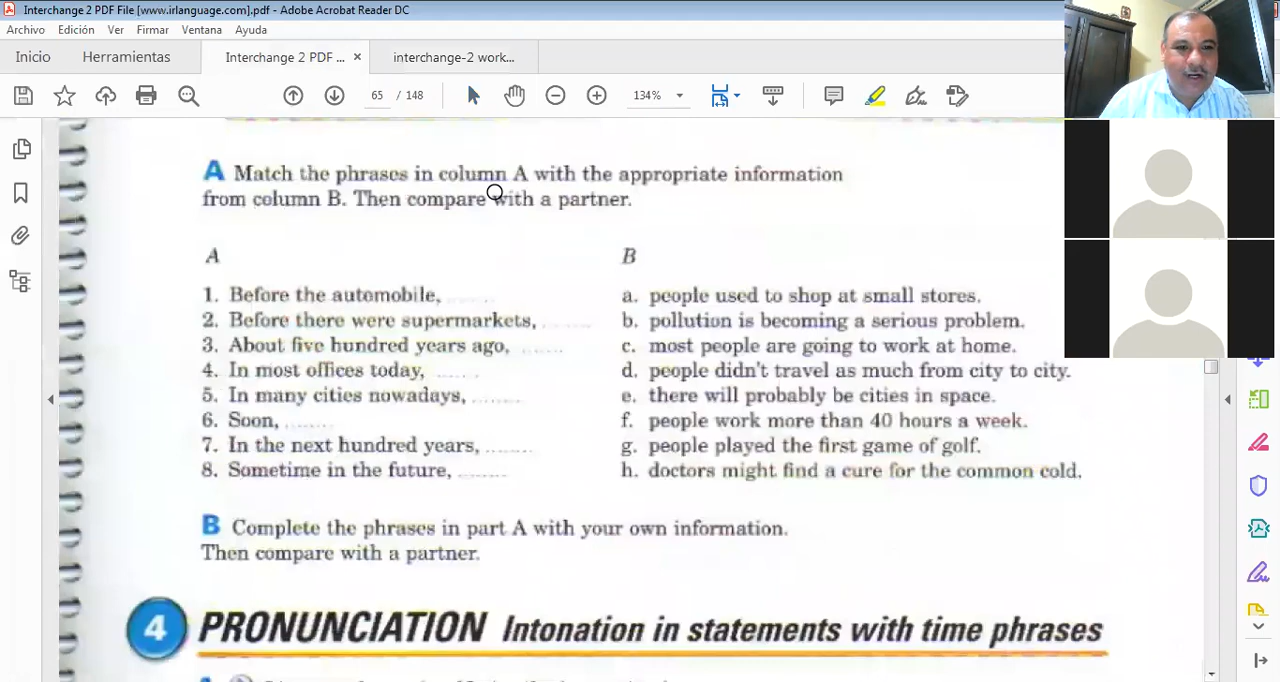 Interchange 2 PDF File [www.irlanguage.com].pdf - Adobe Acrobat Reader DC
Archivo Edición Ver Firmar Ventana Ayuda
Inicio Herramientas Interchange 2 PDF ... × interchange-2 work...
65 / 148 134%
A Match the phrases in column A with the appropriate information
from column B. Then compare with a partner.
A B
1. Before the automobile, ........ a. people used to shop at small stores.
2. Before there were supermarkets, ........ b. pollution is becoming a serious problem.
3. About five hundred years ago, ........ c. most people are going to work at home.
4. In most offices today, ........ d. people didn't travel as much from city to city.
5. In many cities nowadays, ........ e. there will probably be cities in space.
6. Soon, ........ f. people work more than 40 hours a week.
7. In the next hundred years, ........ g. people played the first game of golf.
8. Sometime in the future, ........ h. doctors might find a cure for the common cold.
B Complete the phrases in part A with your own information.
Then compare with a partner.
4 PRONUNCIATION Intonation in statements with time phrases